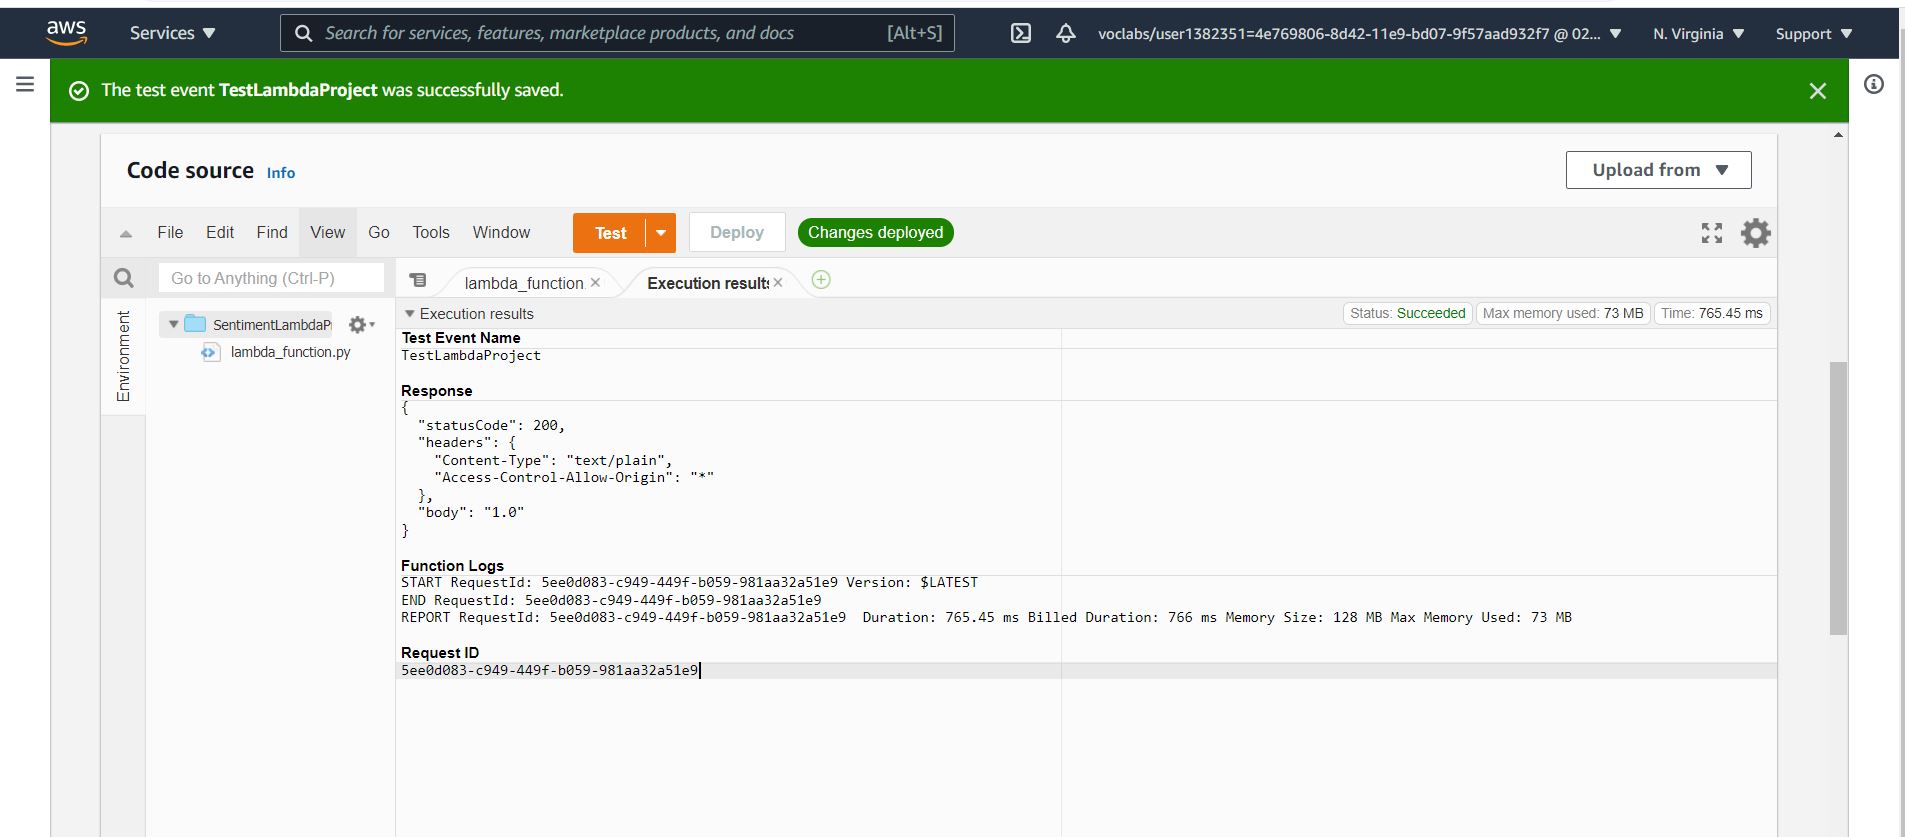 aws Services Search for services, features, marketplace products, and docs [Alt+S] voclabs/user1382351=4e769806-8d42-11e9-bd07-9f57aad932f7 @ 02... N. Virginia Support
The test event TestLambdaProject was successfully saved.
Code source Info Upload from
File Edit Find View Go Tools Window Test Deploy Changes deployed
Go to Anything (Ctrl-P) lambda_function. Execution results
Environment
SentimentLambdaP
lambda_function.py
Execution results Status: Succeeded Max memory used: 73 MB Time: 765.45 ms
Test Event Name
TestLambdaProject
Response
{
"statusCode": 200,
"headers": {
"Content-Type": "text/plain",
"Access-Control-Allow-Origin": "*"
},
"body": "1.0"
}
Function Logs
START RequestId: 5ee0d083-c949-449f-b059-981aa32a51e9 Version: $LATEST
END RequestId: 5ee0d083-c949-449f-b059-981aa32a51e9
REPORT RequestId: 5ee0d083-c949-449f-b059-981aa32a51e9 Duration: 765.45 ms Billed Duration: 766 ms Memory Size: 128 MB Max Memory Used: 73 MB
Request ID
5ee0d083-c949-449f-b059-981aa32a51e9